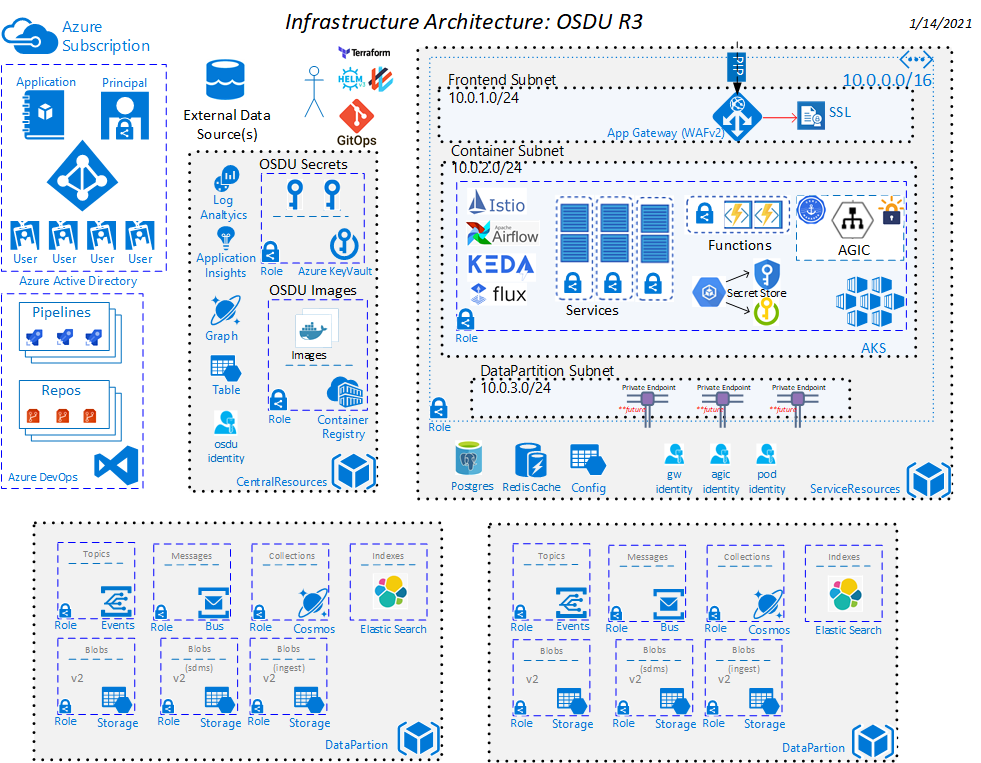 Infrastructure Architecture: OSDU R3
1/14/2021
Azure
Subscription
Application
Principal
User
User
User
User
Azure Active Directory
Pipelines
Repos
Azure DevOps
External Data
Source(s)
Terraform
HELM
GitOps
Log
Analtyics
Application
Insights
Graph
Table
osdu
identity
OSDU Secrets
Role
Azure KeyVault
OSDU Images
Images
Role
Container
Registry
CentralResources
PIP
10.0.0.0/16
Frontend Subnet
10.0.1.0/24
App Gateway (WAFv2)
SSL
Container Subnet
10.0.2.0/24
Istio
Apache
Airflow
KEDA
flux
Services
Functions
AGIC
Secret Store
Role
AKS
DataPartition Subnet
10.0.3.0/24
Private Endpoint
**future
Private Endpoint
**future
Private Endpoint
**future
Role
Postgres
Redis Cache
Config
gw
identity
agic
identity
pod
identity
ServiceResources
Topics
Role
Events
Messages
Role
Bus
Collections
Role
Cosmos
Indexes
Elastic Search
Blobs
v2
Role
Storage
Blobs
(sdms)
v2
Role
Storage
Blobs
(ingest)
v2
Role
Storage
DataPartion
Topics
Role
Events
Messages
Role
Bus
Collections
Role
Cosmos
Indexes
Elastic Search
Blobs
v2
Role
Storage
Blobs
(sdms)
v2
Role
Storage
Blobs
(ingest)
v2
Role
Storage
DataPartion